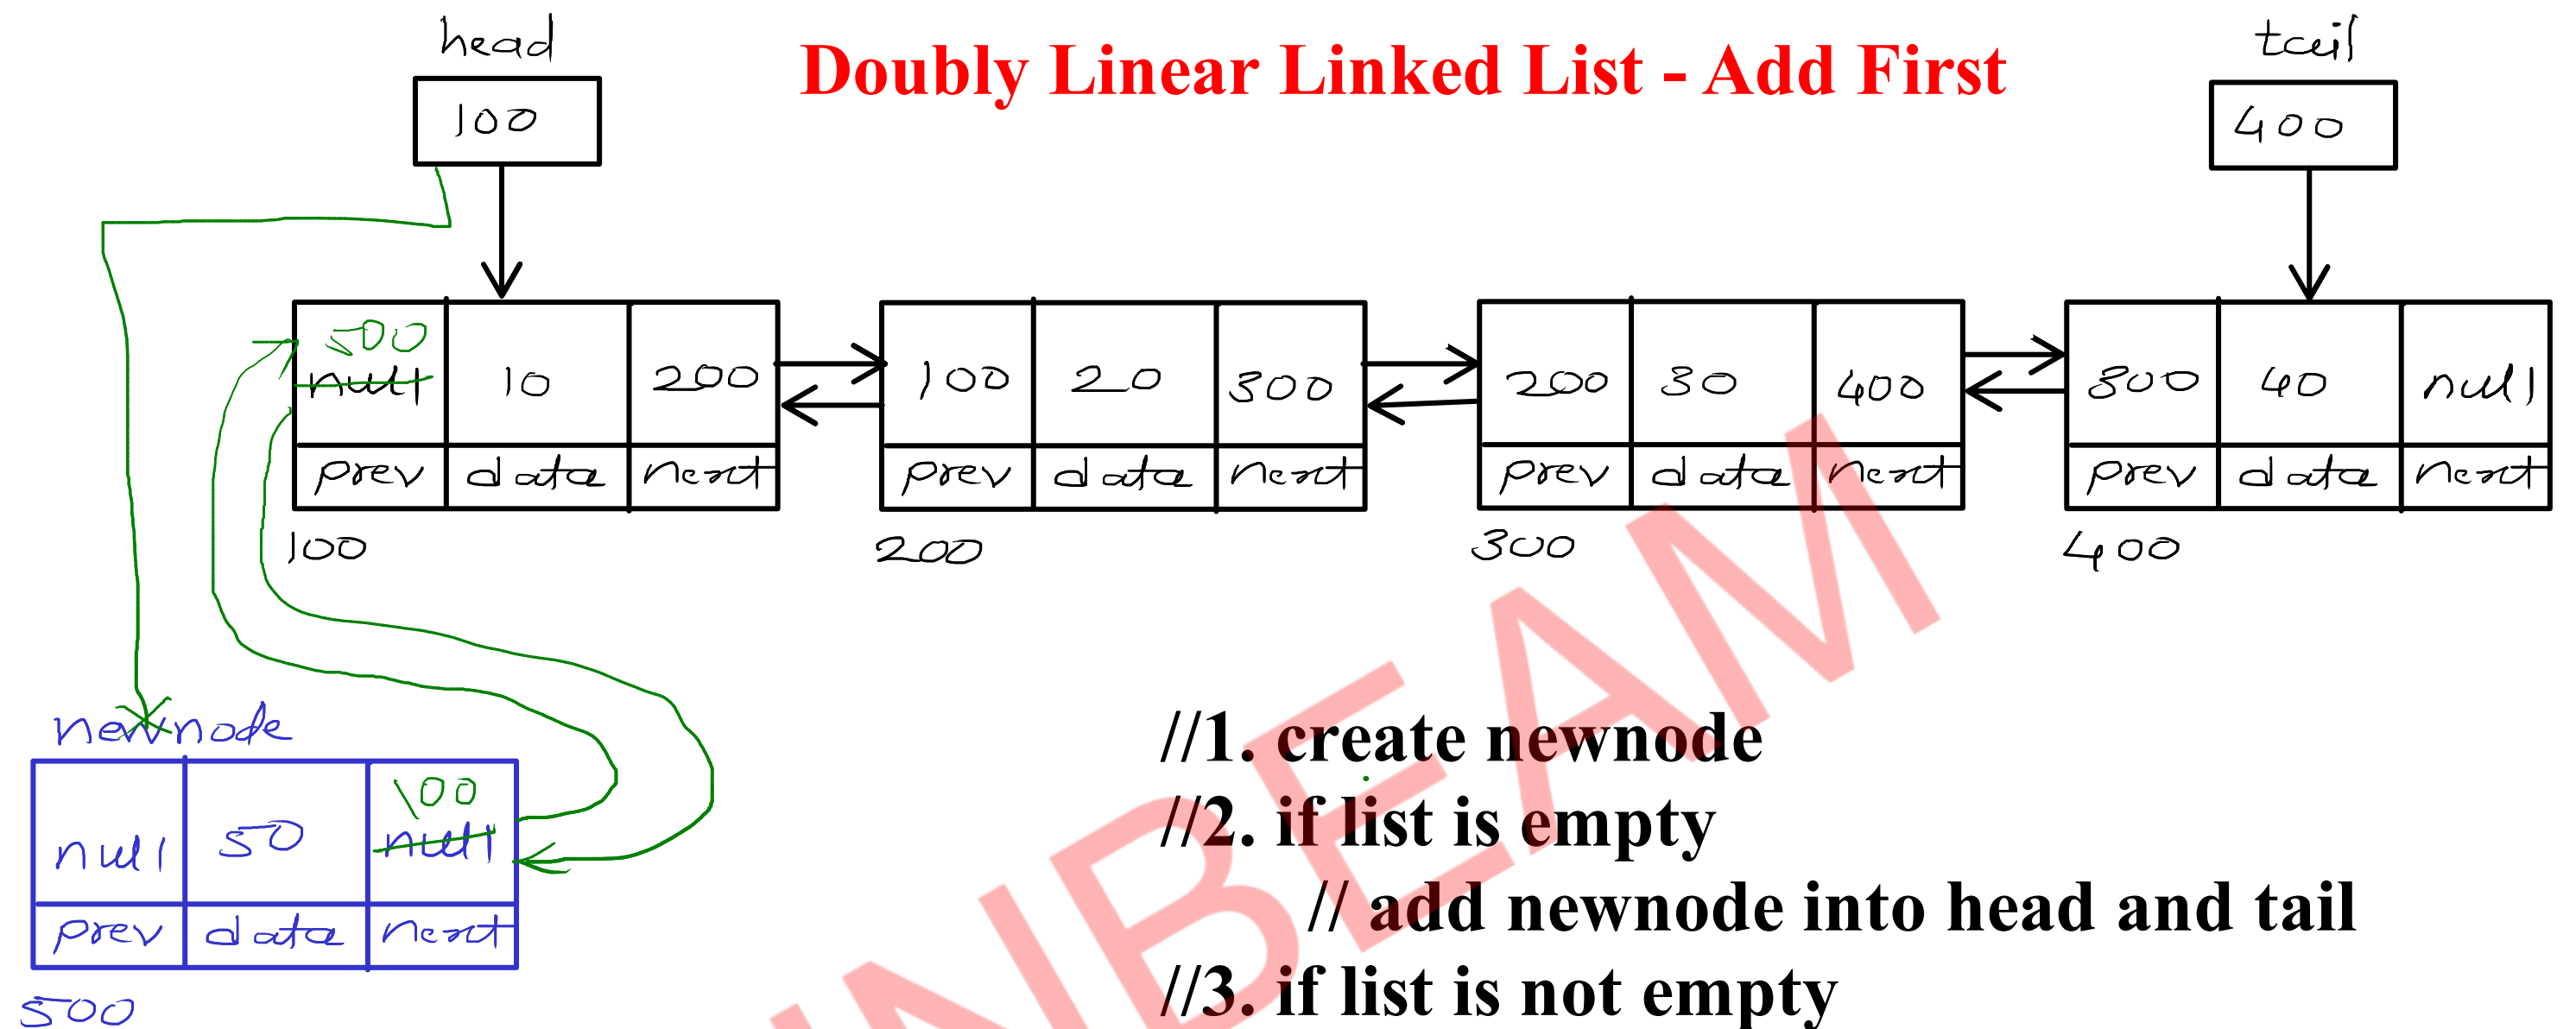 head
Doubly Linear Linked List - Add First
tail
100
400
500
null 10 200
100 20 300
200 30 400
300 40 null
prev data next
prev data next
prev data next
prev data next
100
200
300
400
newnode
100
null 50 null
prev data next
500
//1. create newnode
//2. if list is empty
// add newnode into head and tail
//3. if list is not empty
NBEAM